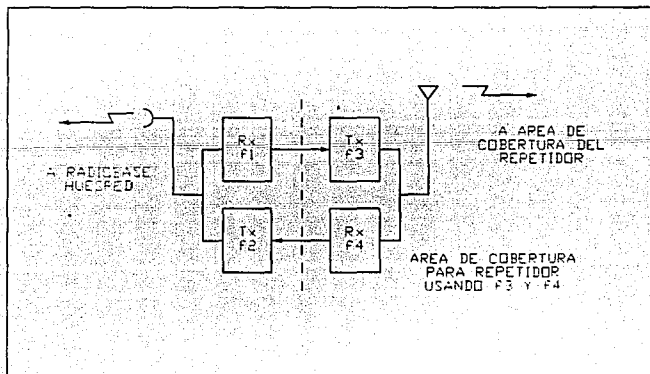 A RADIOBASE
HUESPED
Rx
f1
Tx
f3
Tx
f2
Rx
f4
A AREA DE
COBERTURA DEL
REPETIDOR
AREA DE COBERTURA
PARA REPETIDOR
USANDO f3 Y f4